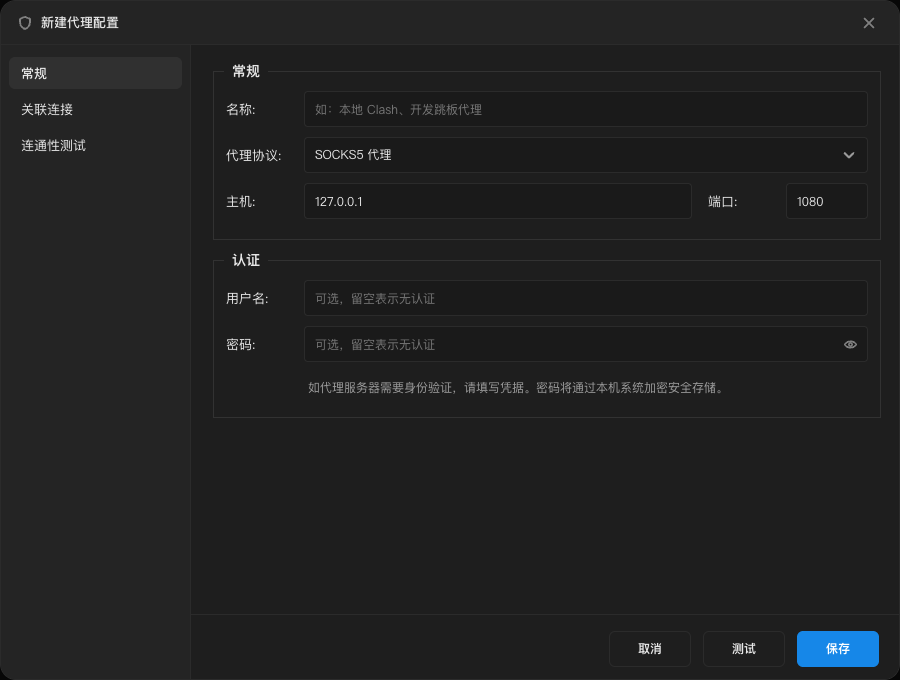 新建代理配置
常规
关联连接
连通性测试
常规
名称:
如：本地 Clash、开发跳板代理
代理协议:
SOCKS5 代理
主机:
127.0.0.1
端口:
1080
认证
用户名:
可选，留空表示无认证
密码:
可选，留空表示无认证
如代理服务器需要身份验证，请填写凭据。密码将通过本机系统加密安全存储。
取消
测试
保存